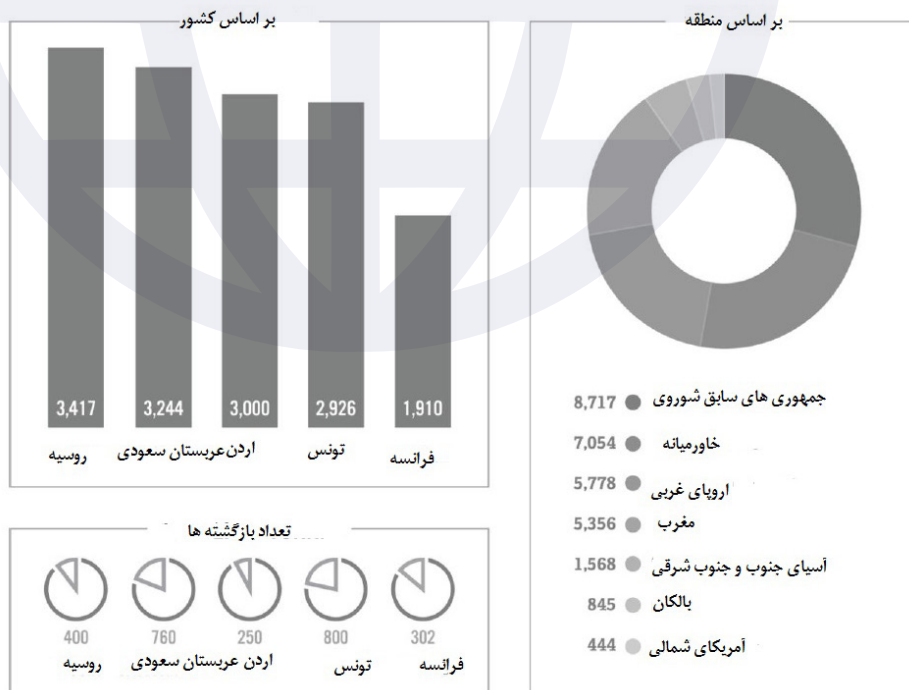 بر اساس منطقه
8,717 جمهوری های سابق شوروی
7,054 خاورمیانه
5,778 اروپای غربی
5,356 مغرب
1,568 آسیای جنوب و جنوب شرقی
845 بالکان
444 آمریکای شمالی
بر اساس کشور
3,417 3,244 3,000 2,926 1,910
روسیه عربستان سعودی اردن تونس فرانسه
تعداد بازگشته ها
400 760 250 800 302
روسیه عربستان سعودی اردن تونس فرانسه